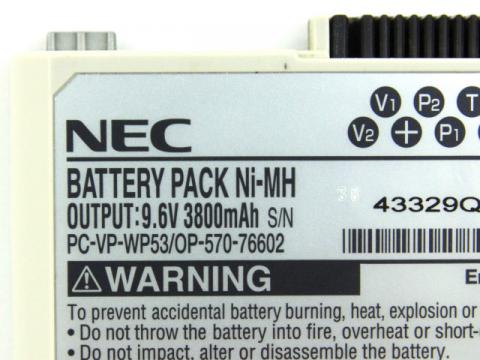 V1 P2 T
V2 + P1
NEC
BATTERY PACK Ni-MH
OUTPUT:9.6V 3800mAh S/N 43329Q
PC-VP-WP53/OP-570-76602
⚠WARNING En
To prevent accidental battery burning, heat, explosion or
• Do not throw the battery into fire, overheat or short-
• Do not impact, alter or disassemble the battery.